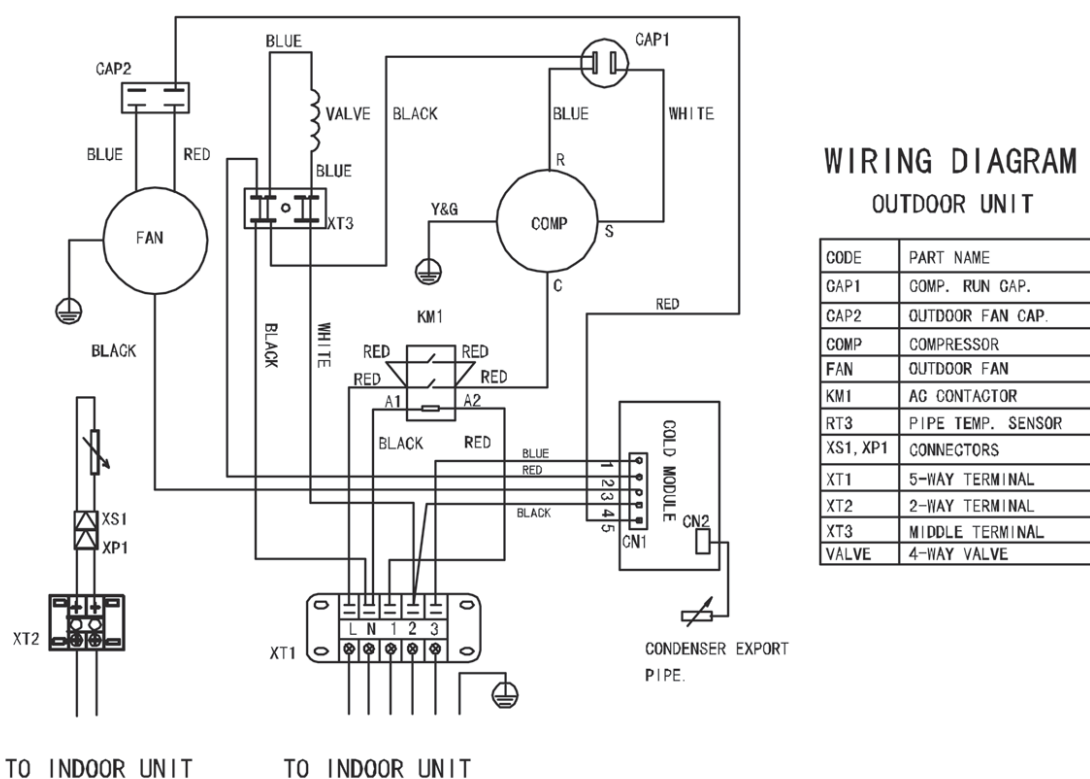 BLUE
CAP1
CAP2
VALVE
BLACK
BLUE
WHITE
BLUE
RED
BLUE
R
XT3
Y&G
COMP
S
FAN
C
RED
KM1
BLACK
WHITE
BLACK
RED
RED
RED
RED
A1
A2
BLACK
RED
BLUE
RED
BLACK
1
2
3
4
5
COLD MODULE
CN1
CN2
XS1
XP1
XT2
L N 1 2 3
XT1
CONDENSER EXPORT
PIPE.
TO INDOOR UNIT
TO INDOOR UNIT
WIRING DIAGRAM
OUTDOOR UNIT
CODE PART NAME
CAP1 COMP. RUN CAP.
CAP2 OUTDOOR FAN CAP.
COMP COMPRESSOR
FAN OUTDOOR FAN
KM1 AC CONTACTOR
RT3 PIPE TEMP. SENSOR
XS1,XP1 CONNECTORS
XT1 5-WAY TERMINAL
XT2 2-WAY TERMINAL
XT3 MIDDLE TERMINAL
VALVE 4-WAY VALVE